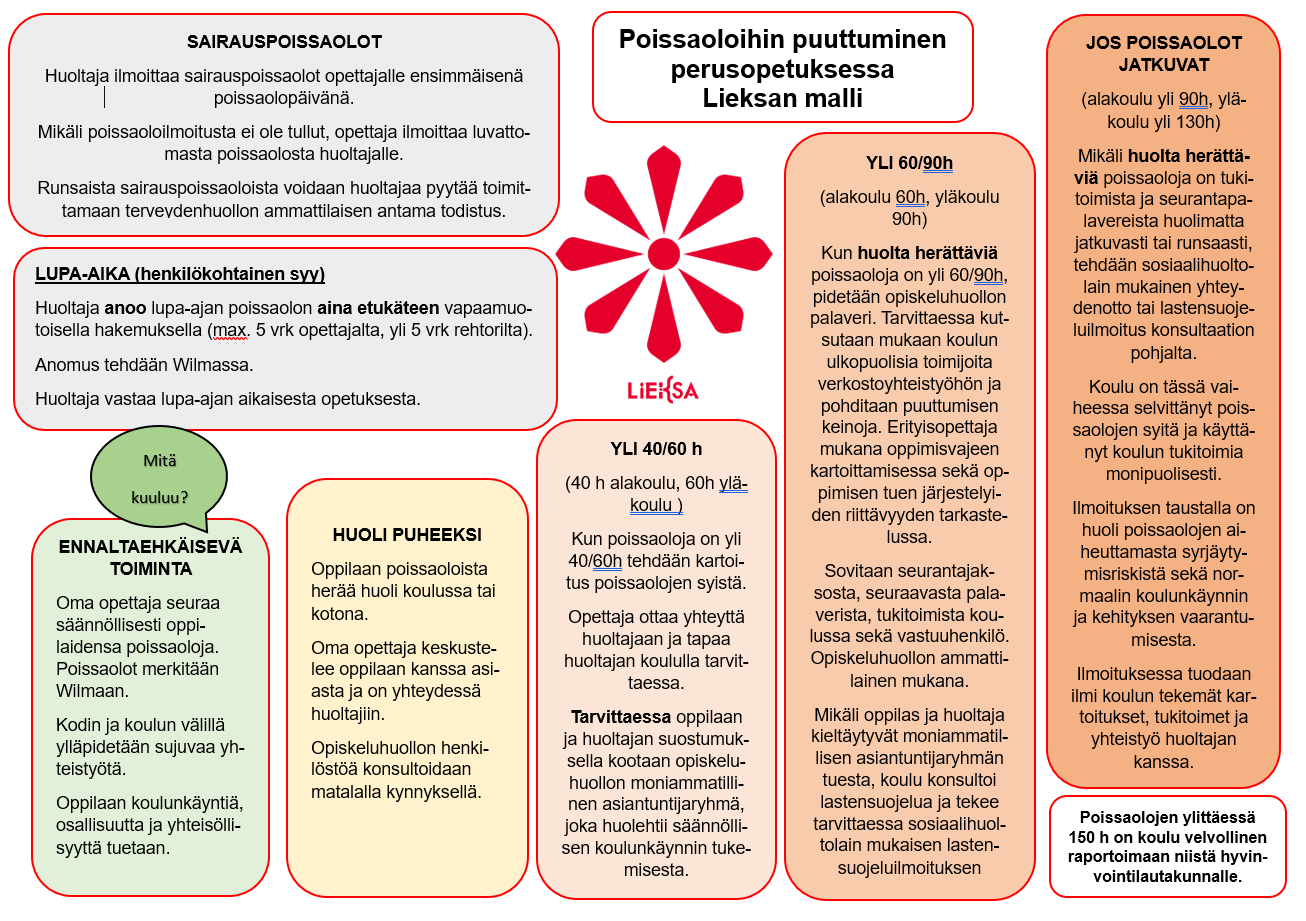 Poissaoloihin puuttuminen
perusopetuksessa
Lieksan malli
SAIRAUSPOISSAOLOT
Huoltaja ilmoittaa sairauspoissaolot opettajalle ensimmäisenä
poissaolopäivänä.
Mikäli poissaoloilmoitusta ei ole tullut, opettaja ilmoittaa luvatto-
masta poissaolosta huoltajalle.
Runsaista sairauspoissaoloista voidaan huoltajaa pyytää toimit-
tamaan terveydenhuollon ammattilaisen antama todistus.
LUPA-AIKA (henkilökohtainen syy)
Huoltaja anoo lupa-ajan poissaolon aina etukäteen vapaamuo-
toisella hakemuksella (max. 5 vrk opettajalta, yli 5 vrk rehtorilta).
Anomus tehdään Wilmassa.
Huoltaja vastaa lupa-ajan aikaisesta opetuksesta.
LIEKSA
Mitä
kuuluu?
ENNALTAEHKÄISEVÄ
TOIMINTA
Oma opettaja seuraa
säännöllisesti oppi-
laidensa poissaoloja.
Poissaolot merkitään
Wilmaan.
Kodin ja koulun välillä
ylläpidetään sujuvaa yh-
teistyötä.
Oppilaan koulunkäyntiä,
osallisuutta ja yhteisölli-
syyttä tuetaan.
HUOLI PUHEEKSI
Oppilaan poissaoloista
herää huoli koulussa tai
kotona.
Oma opettaja keskuste-
lee oppilaan kanssa asi-
asta ja on yhteydessä
huoltajiin.
Opiskeluhuollon henki-
löstöä konsultoidaan
matalalla kynnyksellä.
YLI 40/60 h
(40 h alakoulu, 60h ylä-
koulu )
Kun poissaoloja on yli
40/60h tehdään kartoi-
tus poissaolojen syistä.
Opettaja ottaa yhteyttä
huoltajaan ja tapaa
huoltajan koululla tarvit-
taessa.
Tarvittaessa oppilaan
ja huoltajan suostumuk-
sella kootaan opiskelu-
huollon moniammatilli-
nen asiantuntijaryhmä,
joka huolehtii säännölli-
sen koulunkäynnin tuke-
misesta.
YLI 60/90h
(alakoulu 60h, yläkoulu
90h)
Kun huolta herättäviä
poissaoloja on yli 60/90h,
pidetään opiskeluhuollon
palaveri. Tarvittaessa kut-
sutaan mukaan koulun
ulkopuolisia toimijoita
verkostoyhteistyöhön ja
pohditaan puuttumisen
keinoja. Erityisopettaja
mukana oppimisvajeen
kartoittamisessa sekä op-
pimisen tuen järjestelyi-
den riittävyyden tarkaste-
lussa.
Sovitaan seurantajak-
sosta, seuraavasta pala-
verista, tukitoimista kou-
lussa sekä vastuuhenkilö.
Opiskeluhuollon ammatti-
lainen mukana.
Mikäli oppilas ja huoltaja
kieltäytyvät moniammatil-
lisen asiantuntijaryhmän
tuesta, koulu konsultoi
lastensuojelua ja tekee
tarvittaessa sosiaalihuol-
tolain mukaisen lasten-
suojeluilmoituksen
JOS POISSAOLOT
JATKUVAT
(alakoulu yli 90h, ylä-
koulu yli 130h)
Mikäli huolta herättä-
viä poissaoloja on tuki-
toimista ja seurantapa-
lavereista huolimatta
jatkuvasti tai runsaasti,
tehdään sosiaalihuolto-
lain mukainen yhtey-
denotto tai lastensuoje-
luilmoitus konsultaation
pohjalta.
Koulu on tässä vai-
heessa selvittänyt pois-
saolojen syitä ja käyttä-
nyt koulun tukitoimia
monipuolisesti.
Ilmoituksen taustalla on
huoli poissaolojen ai-
heuttamasta syrjäyty-
misriskistä sekä nor-
maalin koulunkäynnin
ja kehityksen vaarantu-
misesta.
Ilmoituksessa tuodaan
ilmi koulun tekemät kar-
toitukset, tukitoimet ja
yhteistyö huoltajan
kanssa.
Poissaolojen ylittäessä
150 h on koulu velvollinen
raportoimaan niistä hyvin-
vointilautakunnalle.